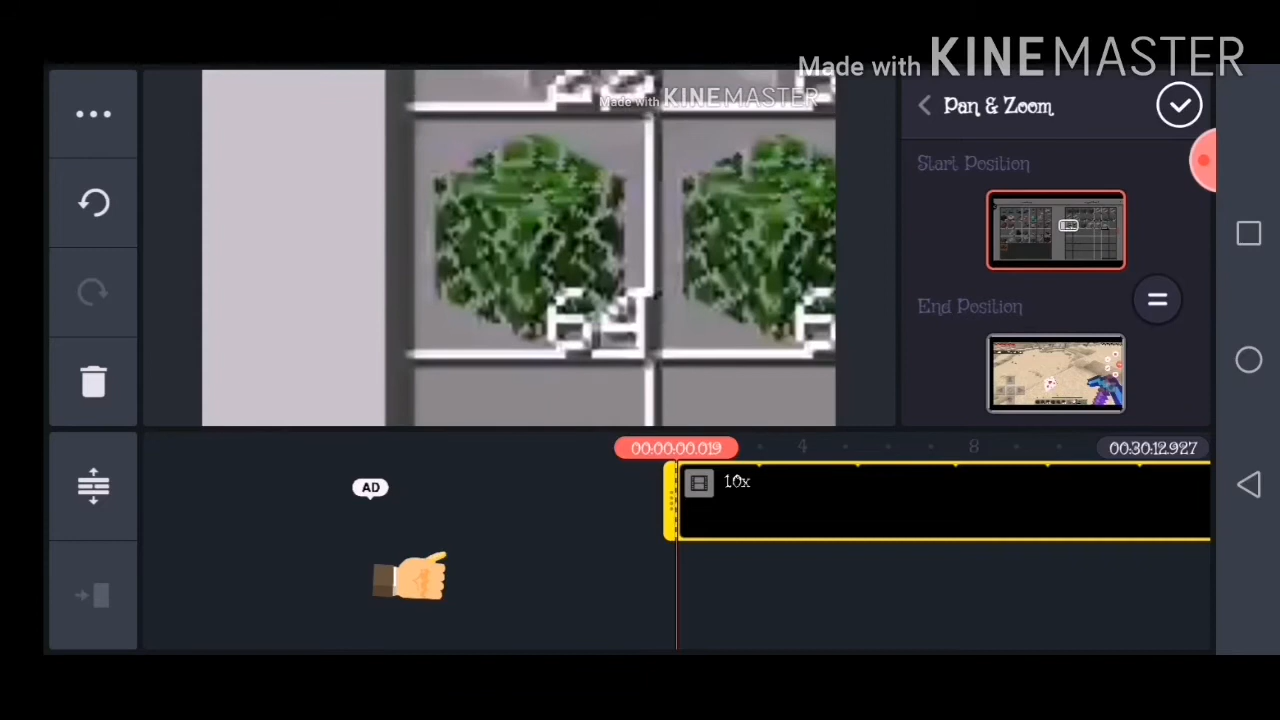 Made with KINEMASTER
Made with KINEMASTER
Pan & Zoom
Start Position
End Position
64
00:00:00.019
4
8
00:30:12.927
AD
10x